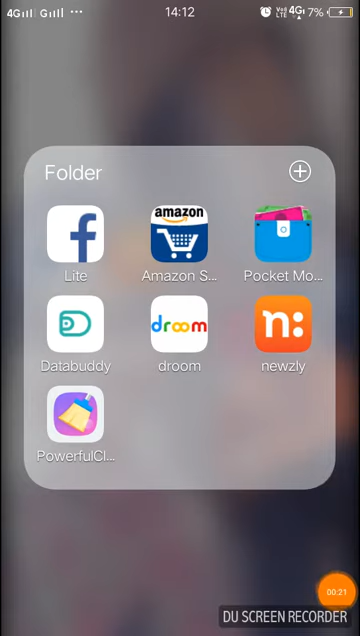 4G G ... 14:12 VoLTE 4G 7%
Folder
amazon
Lite Amazon S... Pocket Mo...
droom n:
Databuddy droom newzly
PowerfulCl...
00:21
DU SCREEN RECORDER